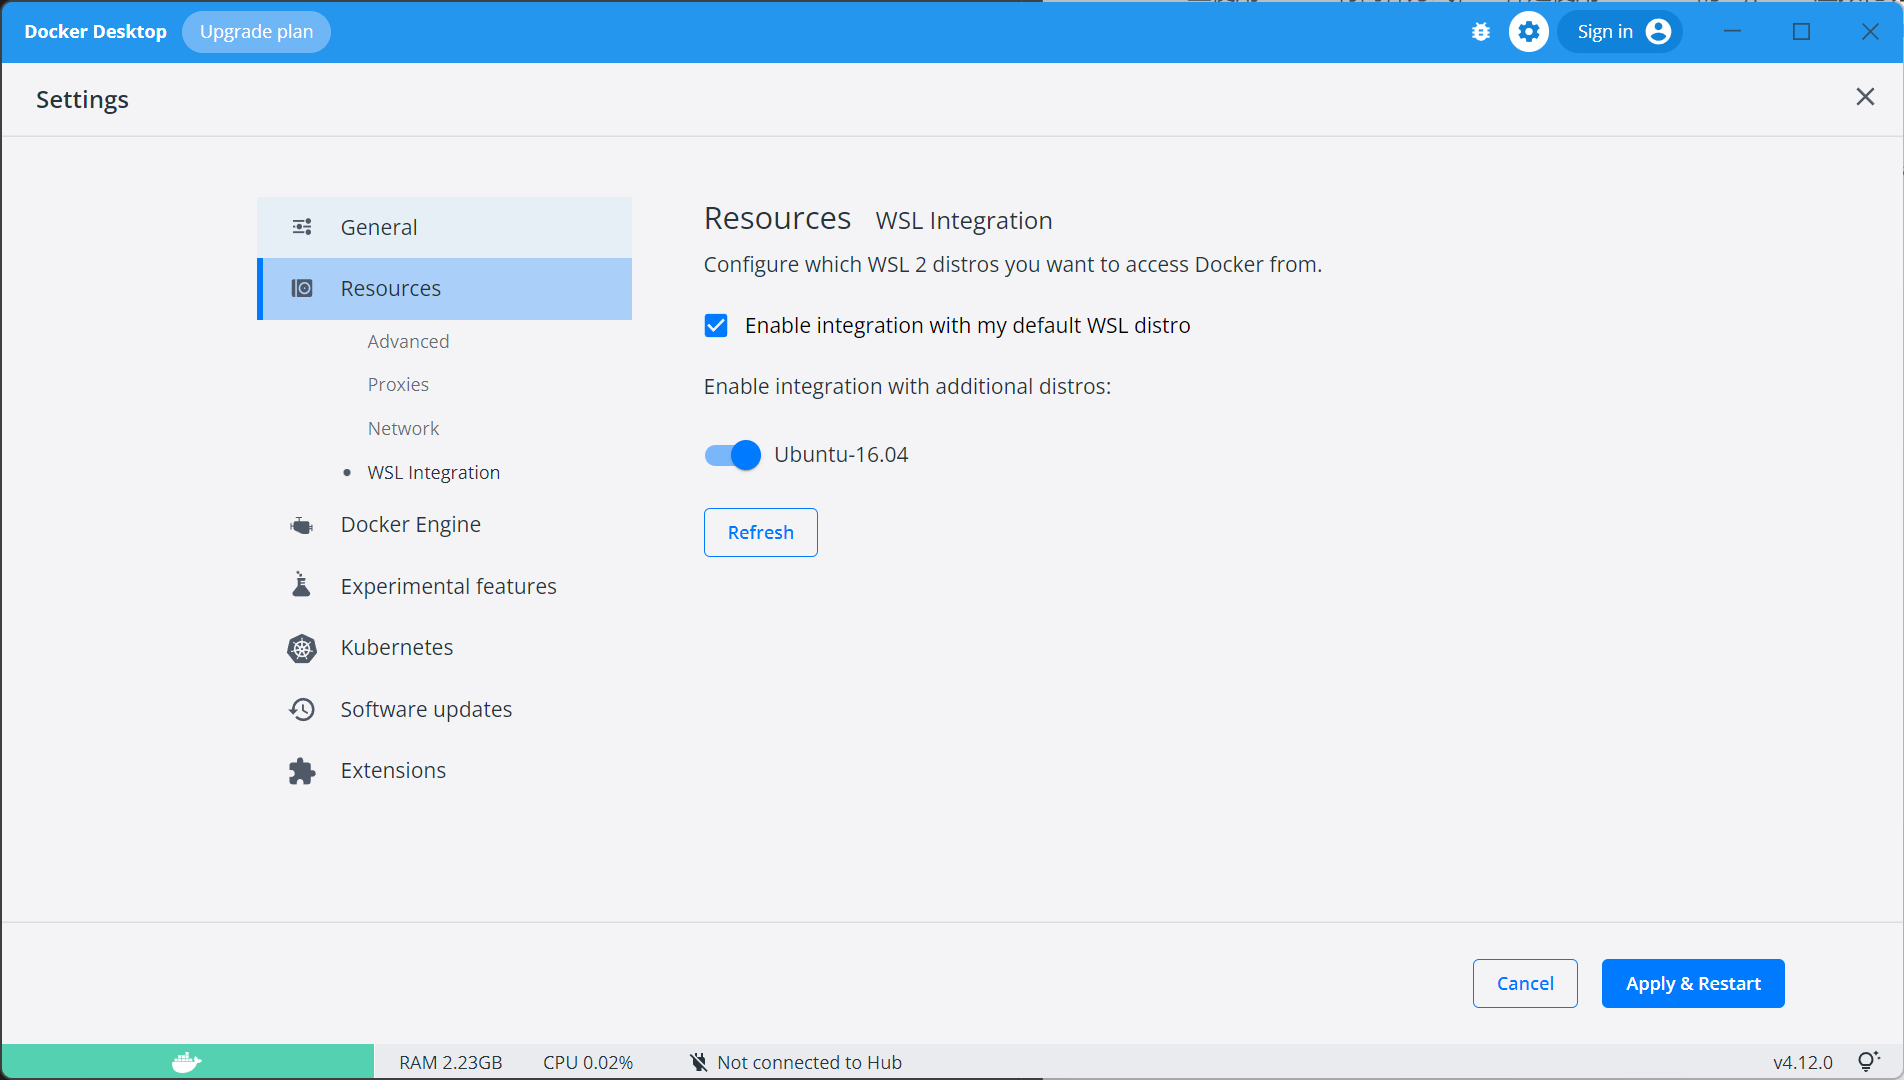 Docker Desktop Upgrade plan Sign in
Settings
General
Resources
Advanced
Proxies
Network
WSL Integration
Docker Engine
Experimental features
Kubernetes
Software updates
Extensions
Resources WSL Integration
Configure which WSL 2 distros you want to access Docker from.
Enable integration with my default WSL distro
Enable integration with additional distros:
Ubuntu-16.04
Refresh
Cancel Apply & Restart
RAM 2.23GB CPU 0.02% Not connected to Hub v4.12.0